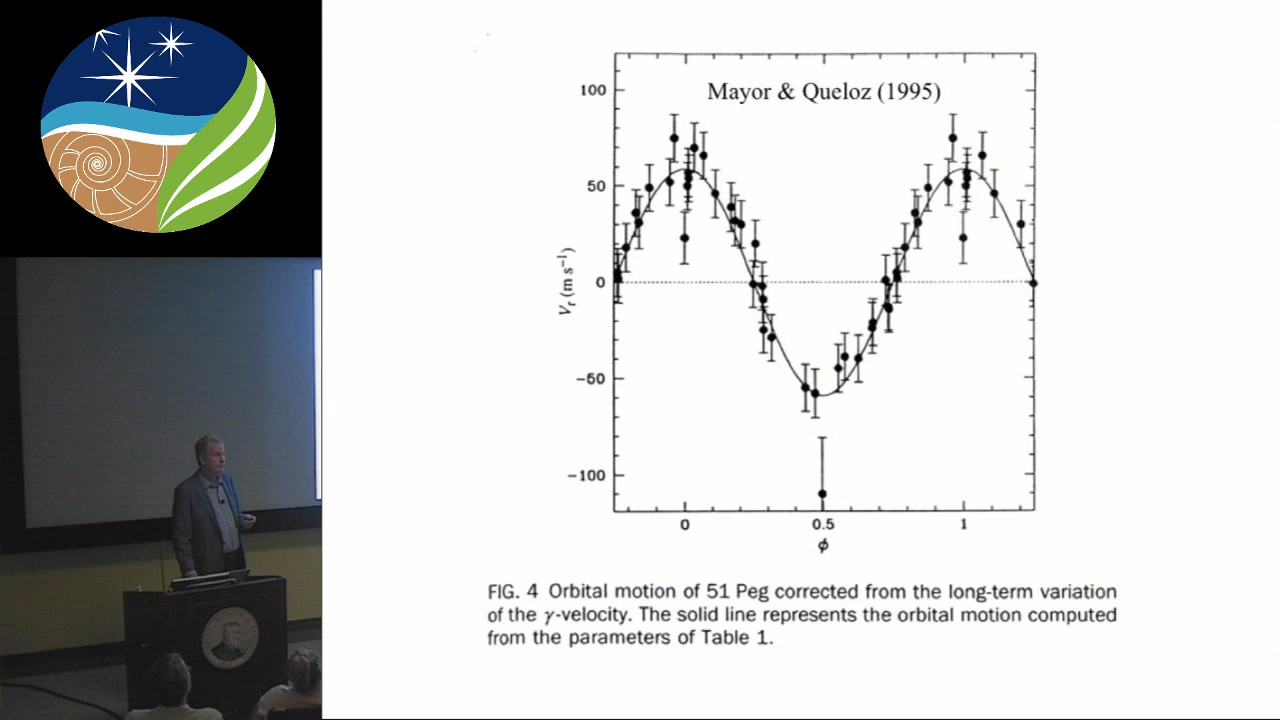 Mayor & Queloz (1995)
100
50
0
−50
−100
Vr (m s⁻¹)
0
0.5
1
ϕ
FIG. 4 Orbital motion of 51 Peg corrected from the long-term variation
of the γ-velocity. The solid line represents the orbital motion computed
from the parameters of Table 1.